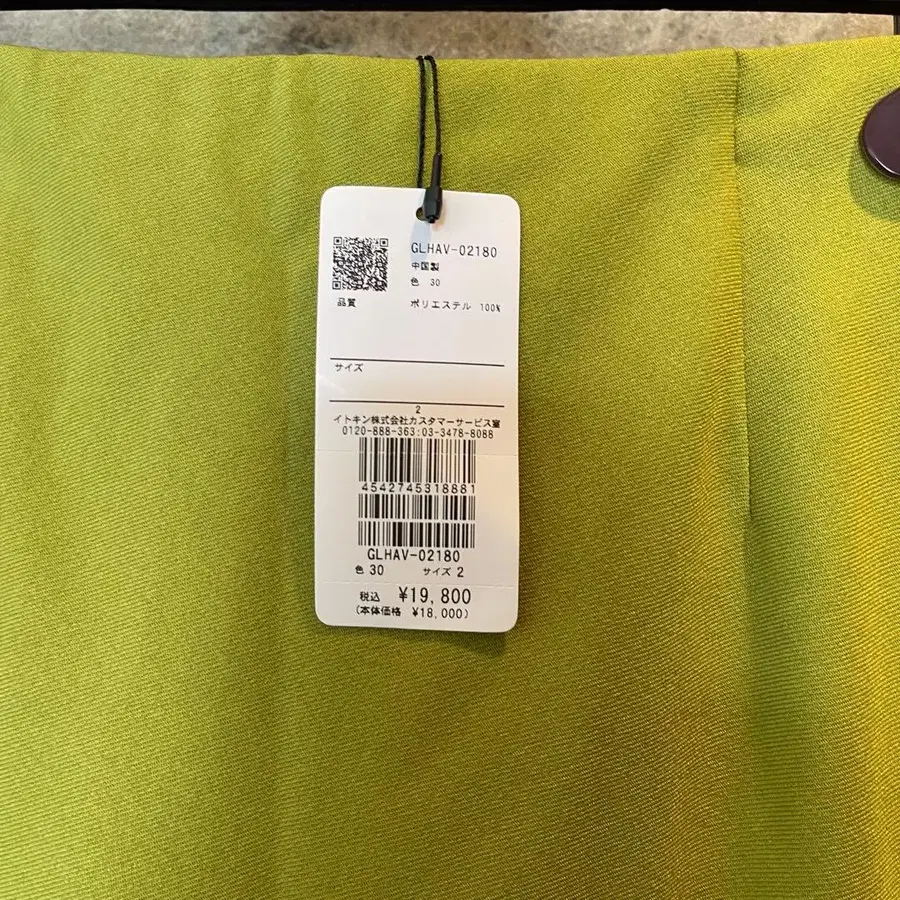 GLHAV-02180
中国製
色 30
品質 ポリエステル 100%
サイズ
2
イトキン株式会社カスタマーサービス室
0120-888-363:03-3478-8088
4542745318881
GLHAV-02180
色 30 サイズ 2
税込 ¥19,800
(本体価格 ¥18,000)